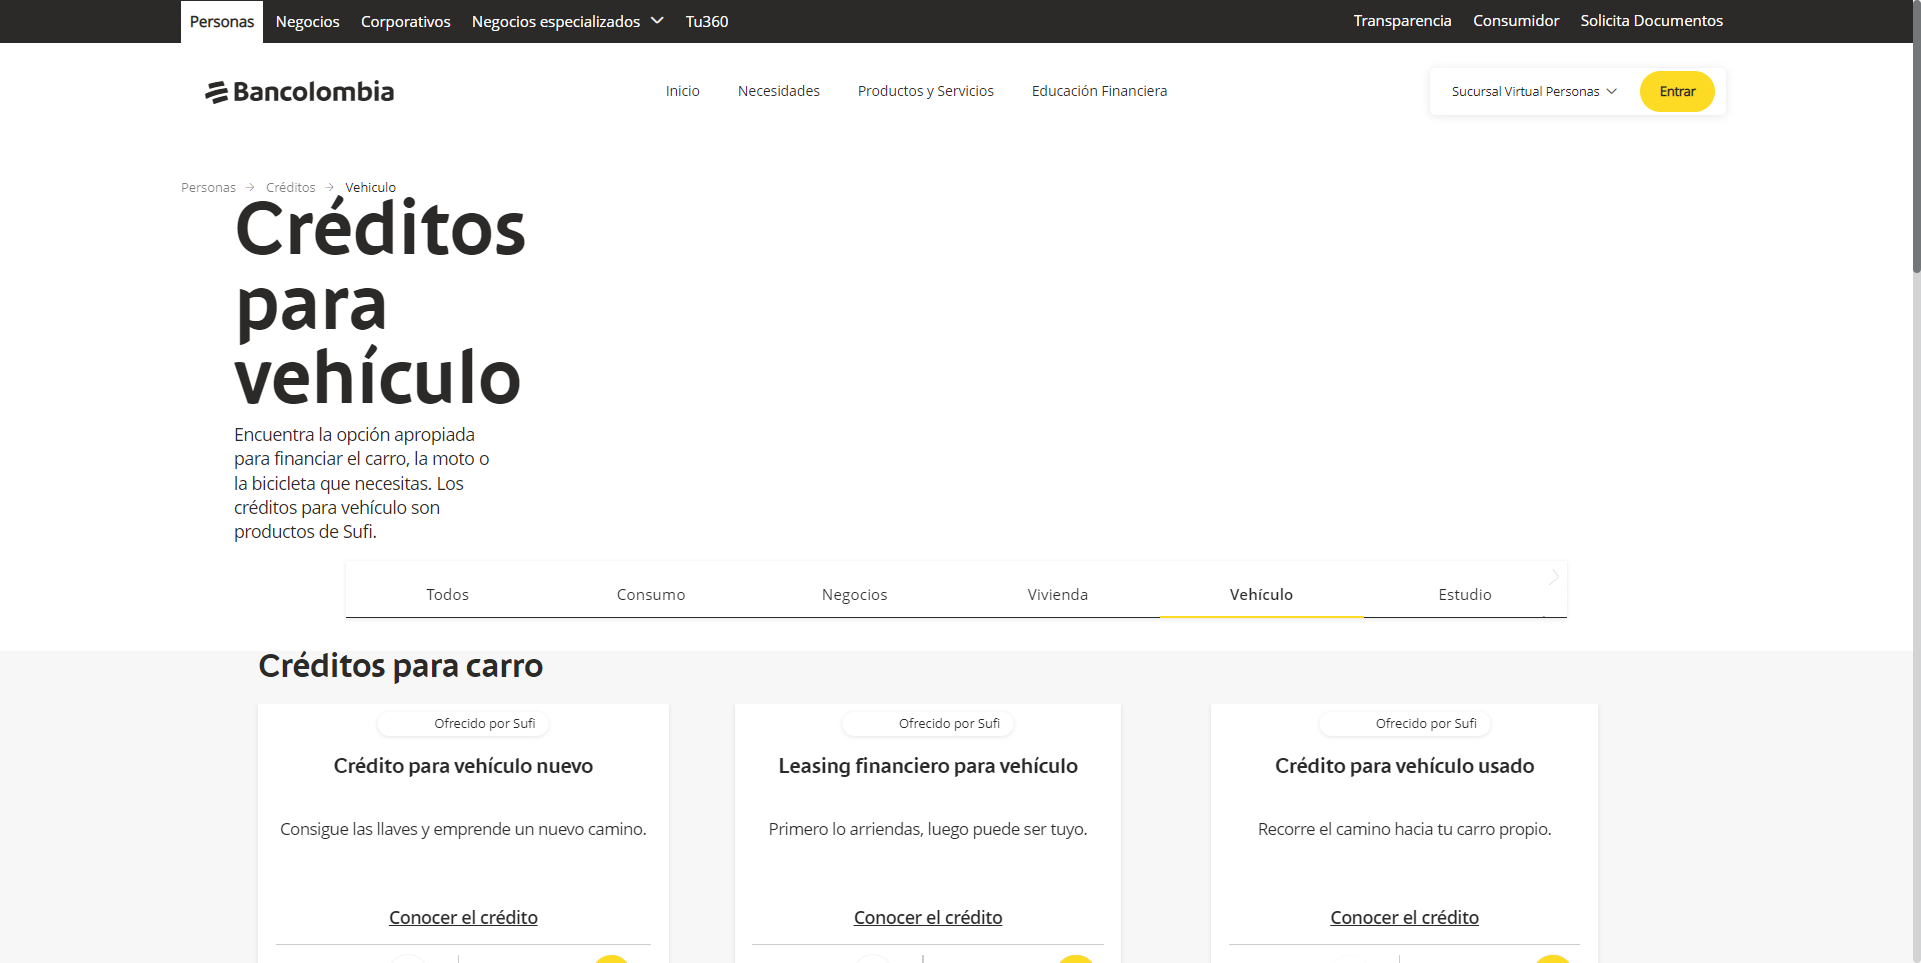 Personas Negocios Corporativos Negocios especializados Tu360 Transparencia Consumidor Solicita Documentos
Bancolombia Inicio Necesidades Productos y Servicios Educación Financiera Sucursal Virtual Personas Entrar
Personas Créditos Vehiculo
Créditos
para
vehículo
Encuentra la opción apropiada
para financiar el carro, la moto o
la bicicleta que necesitas. Los
créditos para vehículo son
productos de Sufi.
Todos Consumo Negocios Vivienda Vehículo Estudio
Créditos para carro
Ofrecido por Sufi
Crédito para vehículo nuevo
Consigue las llaves y emprende un nuevo camino.
Conocer el crédito
Ofrecido por Sufi
Leasing financiero para vehículo
Primero lo arriendas, luego puede ser tuyo.
Conocer el crédito
Ofrecido por Sufi
Crédito para vehículo usado
Recorre el camino hacia tu carro propio.
Conocer el crédito